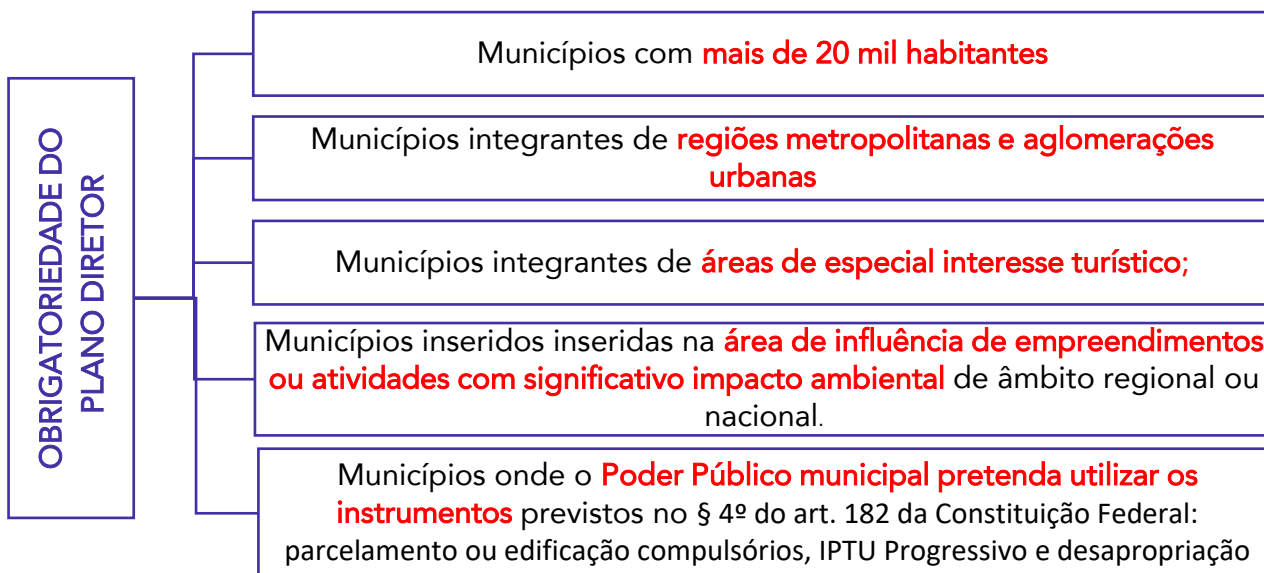 OBRIGATORIEDADE DO
PLANO DIRETOR
Municípios com mais de 20 mil habitantes
Municípios integrantes de regiões metropolitanas e aglomerações
urbanas
Municípios integrantes de áreas de especial interesse turístico;
Municípios inseridos inseridas na área de influência de empreendimentos
ou atividades com significativo impacto ambiental de âmbito regional ou
nacional.
Municípios onde o Poder Público municipal pretenda utilizar os
instrumentos previstos no § 4º do art. 182 da Constituição Federal:
parcelamento ou edificação compulsórios, IPTU Progressivo e desapropriação